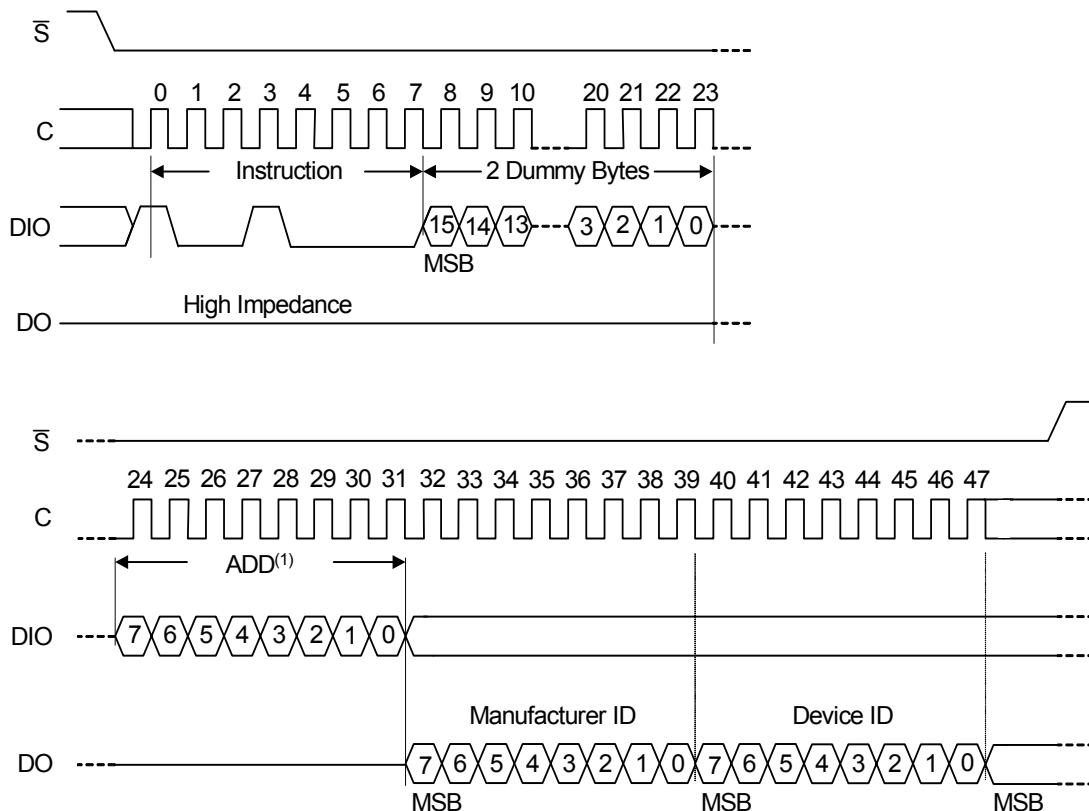 S̅
0 1 2 3 4 5 6 7 8 9 10 20 21 22 23
C
Instruction 2 Dummy Bytes
DIO 15 14 13 3 2 1 0
MSB
High Impedance
DO
S̅
24 25 26 27 28 29 30 31 32 33 34 35 36 37 38 39 40 41 42 43 44 45 46 47
C
ADD(1)
DIO 7 6 5 4 3 2 1 0
Manufacturer ID Device ID
DO 7 6 5 4 3 2 1 0 7 6 5 4 3 2 1 0
MSB MSB MSB